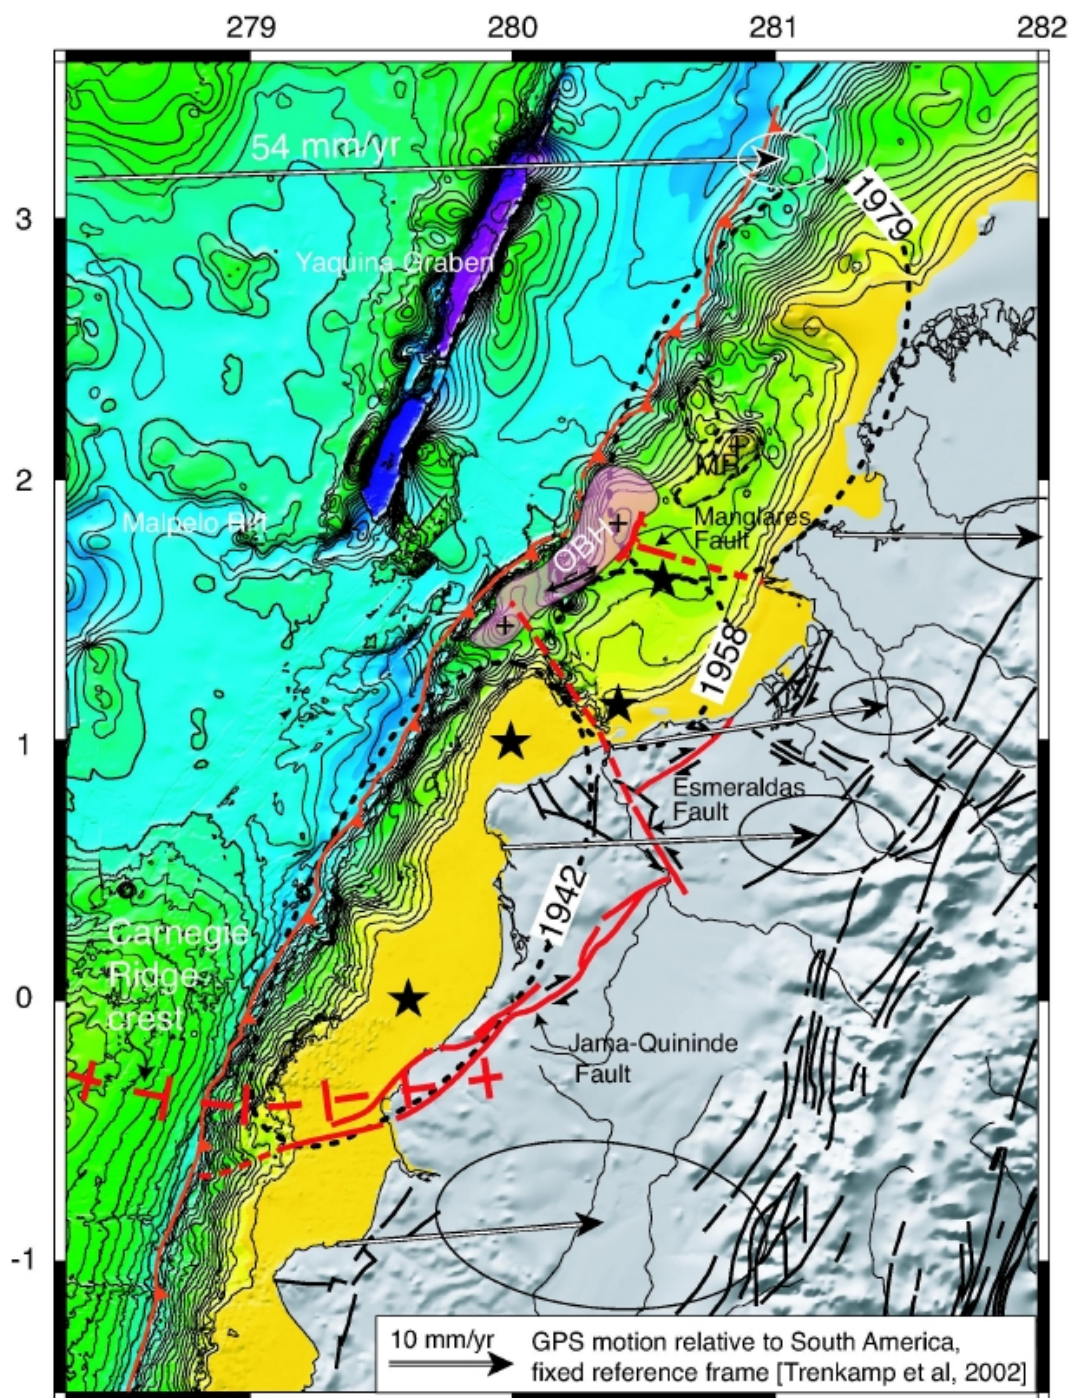 279 280 281 282
54 mm/yr
1979
3
Yaquina Graben
2
MR
Malpelo Rift
Manglares
Fault
OBH
1958
1
Esmeraldas
Fault
1942
Carnegie
Ridge
crest
0
Jama-Quininde
Fault
-1
10 mm/yr
GPS motion relative to South America,
fixed reference frame [Trenkamp et al, 2002]